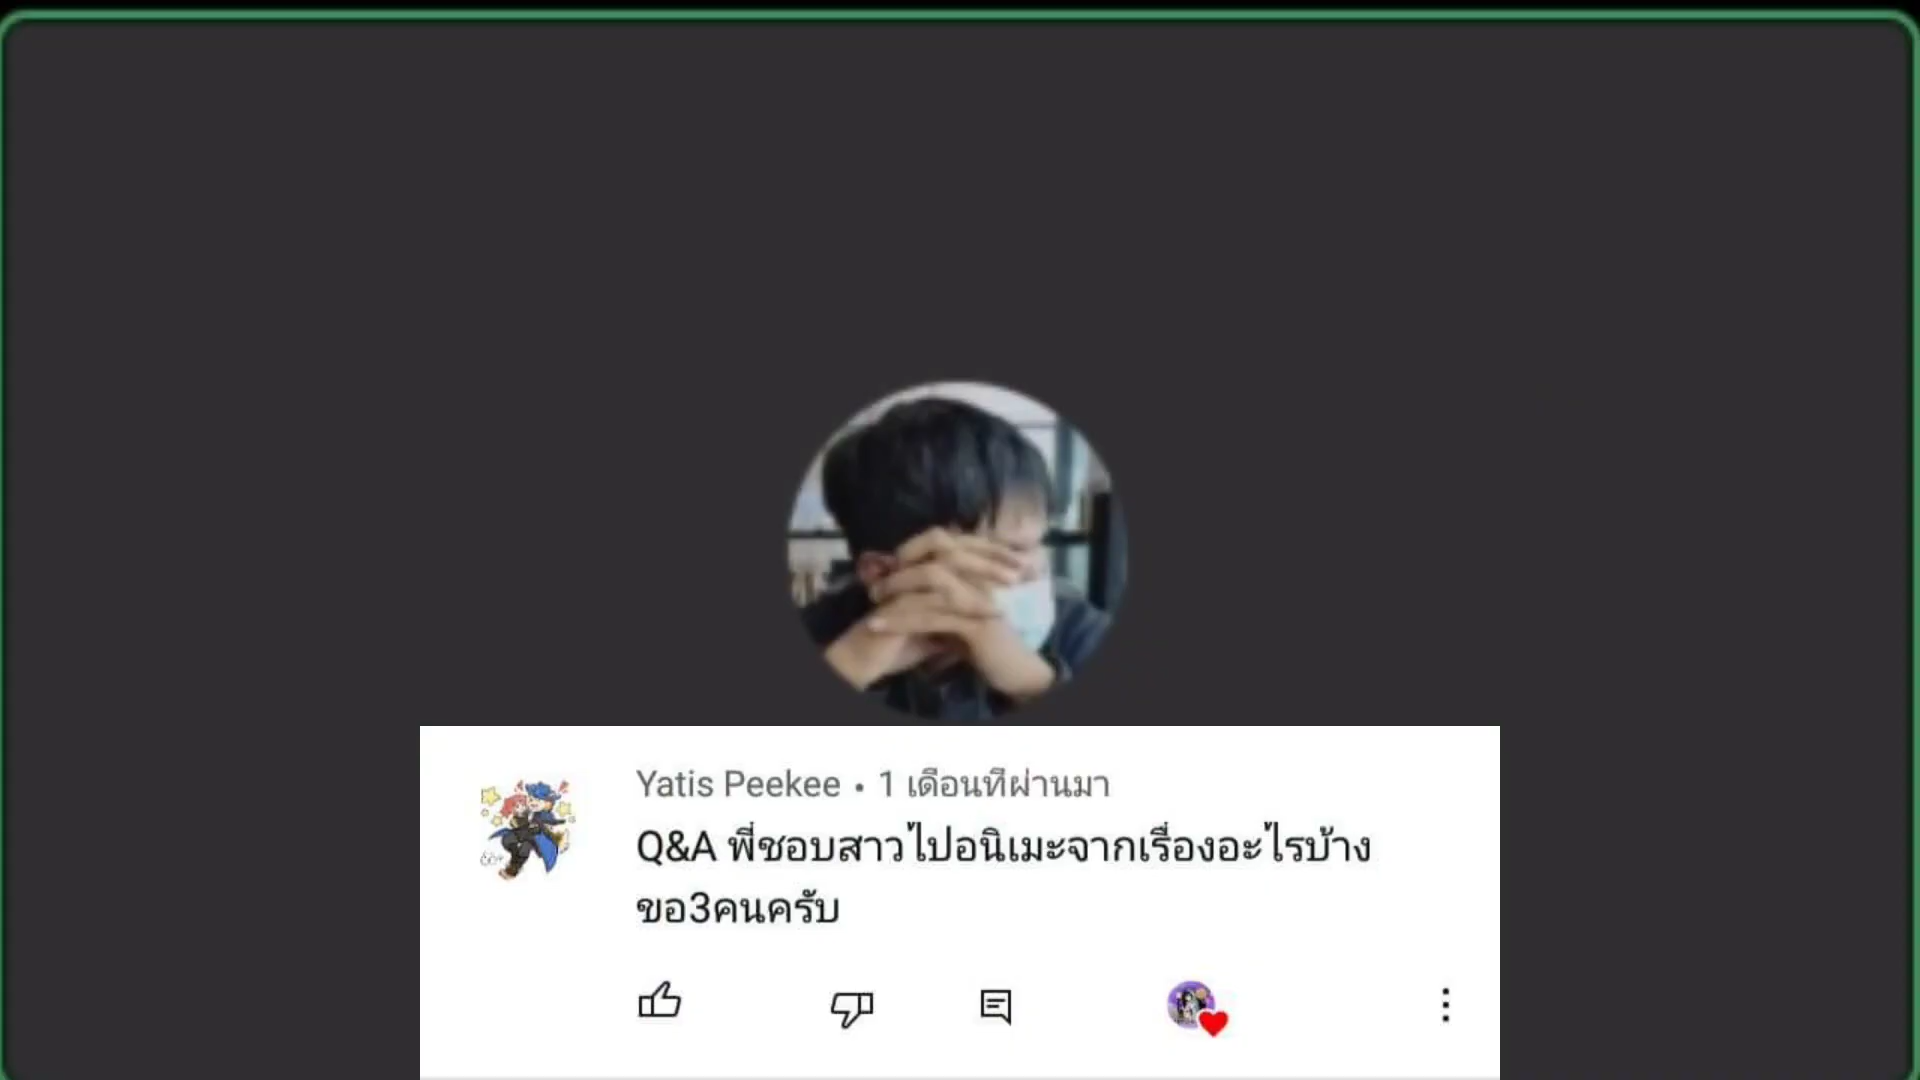 Yatis Peekee • 1 เดือนที่ผ่านมา
Q&A พี่ชอบสาวไปอนิเมะจากเรื่องอะไรบ้าง
ขอ3คนครับ